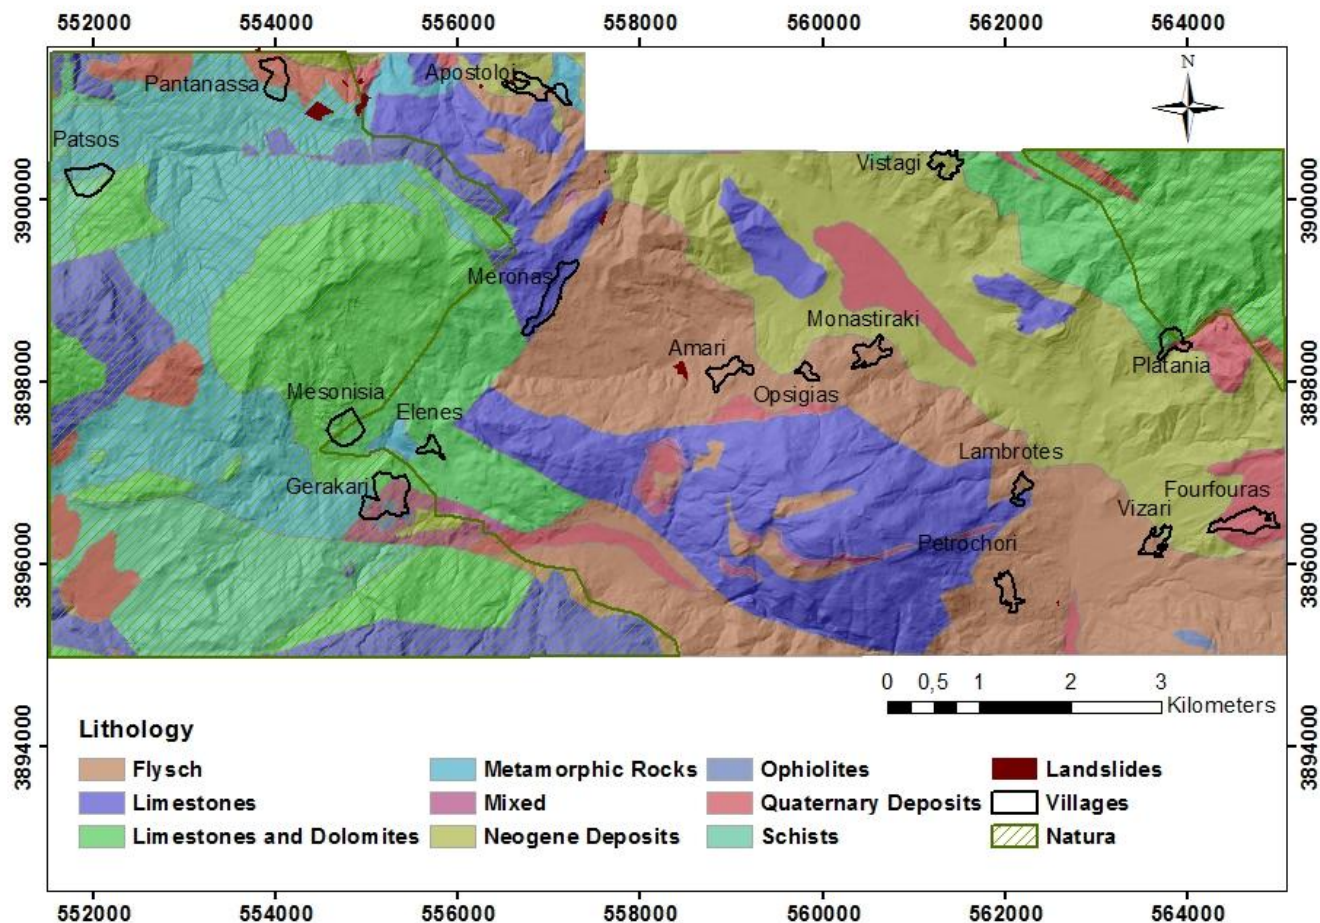 552000 554000 556000 558000 560000 562000 564000
N
Apostoloi
Pantanassa
Patsos
Vistagi
3900000 3900000
Meronas
Monastiraki
Amari
Platania
3898000 3898000
Mesonisia
Opsigias
Elenes
Lambrotes
Gerakari
Fourfouras
Vizari
Petrochori
3896000 3896000
0 0,5 1 2 3
Kilometers
Lithology
3894000 3894000
Flysch Metamorphic Rocks Ophiolites Landslides
Limestones Mixed Quaternary Deposits Villages
Limestones and Dolomites Neogene Deposits Schists Natura
552000 554000 556000 558000 560000 562000 564000